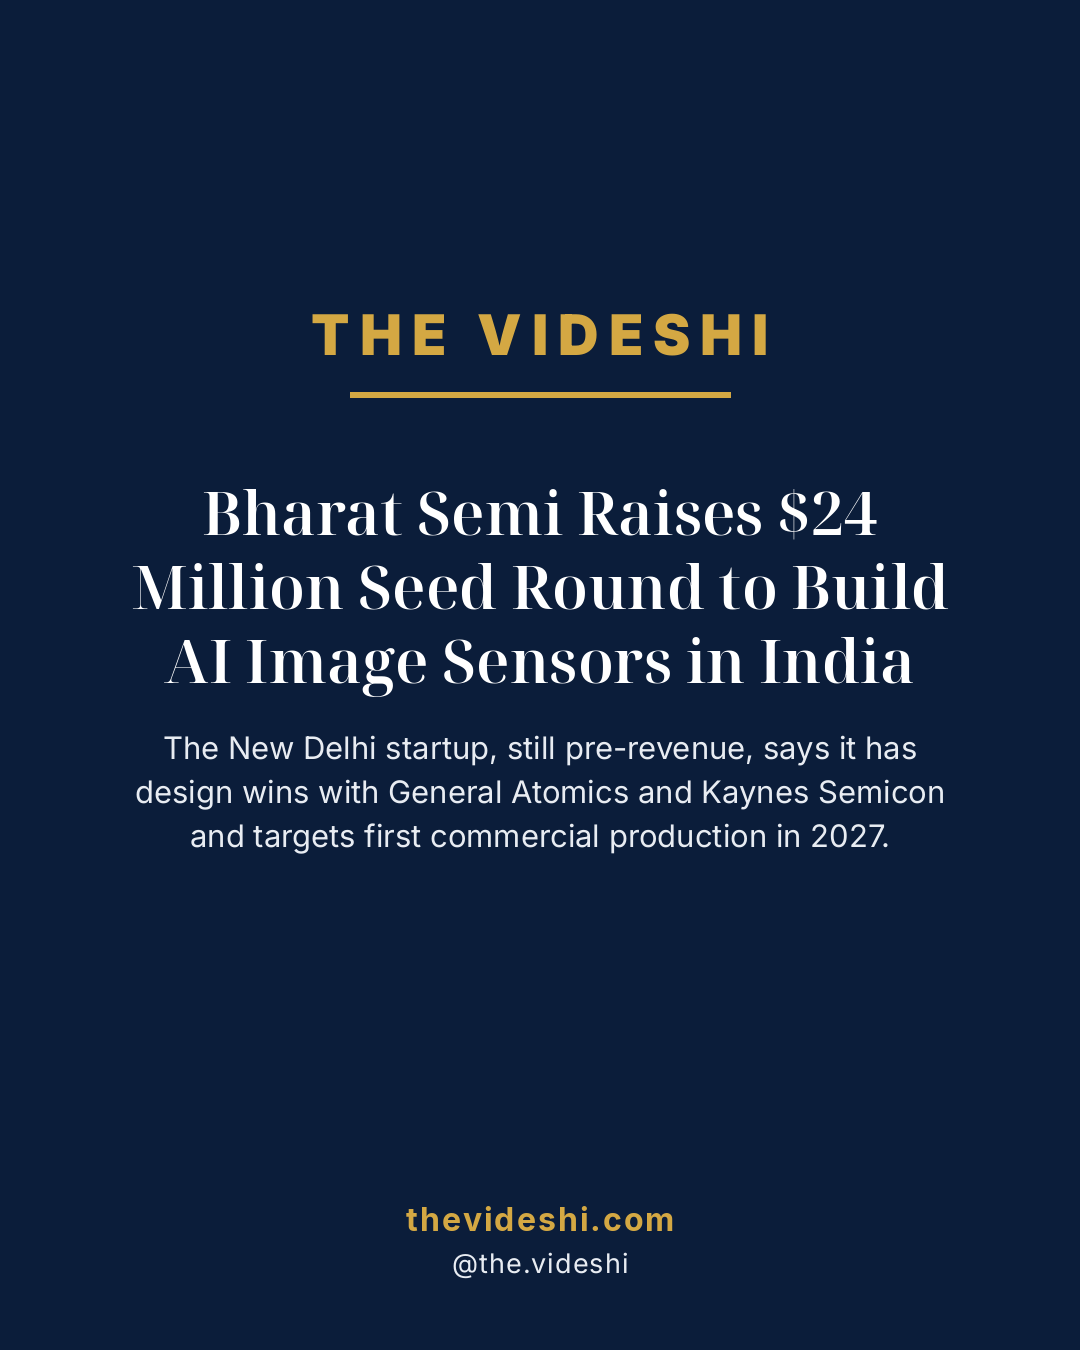 THE VIDESHI
Bharat Semi Raises $24
Million Seed Round to Build
AI Image Sensors in India
The New Delhi startup, still pre-revenue, says it has
design wins with General Atomics and Kaynes Semicon
and targets first commercial production in 2027.
thevideshi.com
@the.videshi